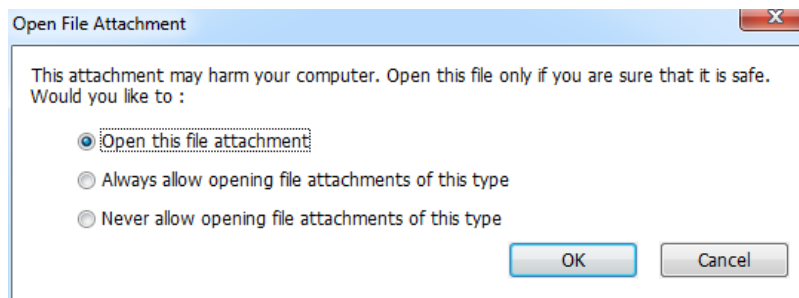 Open File Attachment
This attachment may harm your computer. Open this file only if you are sure that it is safe.
Would you like to :
Open this file attachment
Always allow opening file attachments of this type
Never allow opening file attachments of this type
OK Cancel